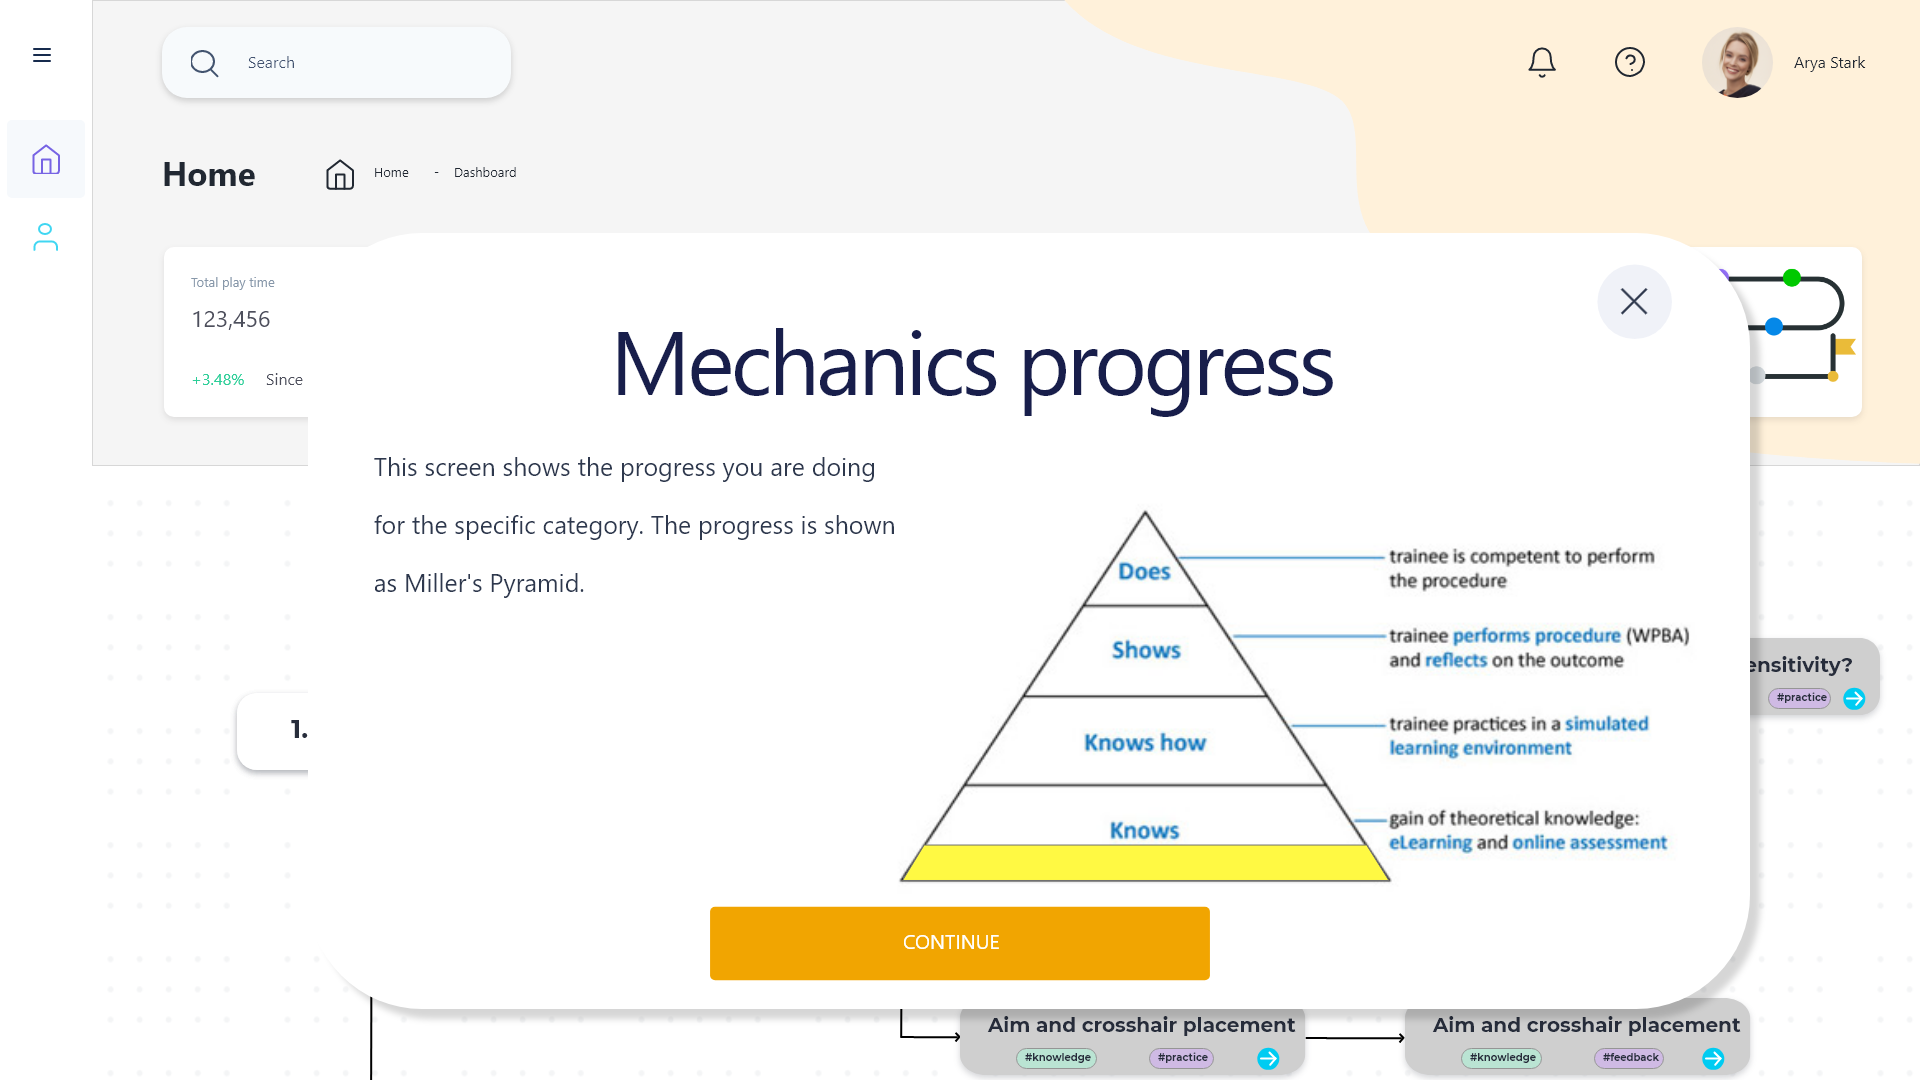 Search
Arya Stark
Home
Home - Dashboard
Total play time
123,456
+3.48% Since
Mechanics progress
This screen shows the progress you are doing
for the specific category. The progress is shown
as Miller's Pyramid.
Does
trainee is competent to perform
the procedure
Shows
trainee performs procedure (WPBA)
and reflects on the outcome
Knows how
trainee practices in a simulated
learning environment
Knows
gain of theoretical knowledge:
eLearning and online assessment
CONTINUE
1.
ensitivity?
#practice
Aim and crosshair placement
#knowledge #practice
Aim and crosshair placement
#knowledge #feedback